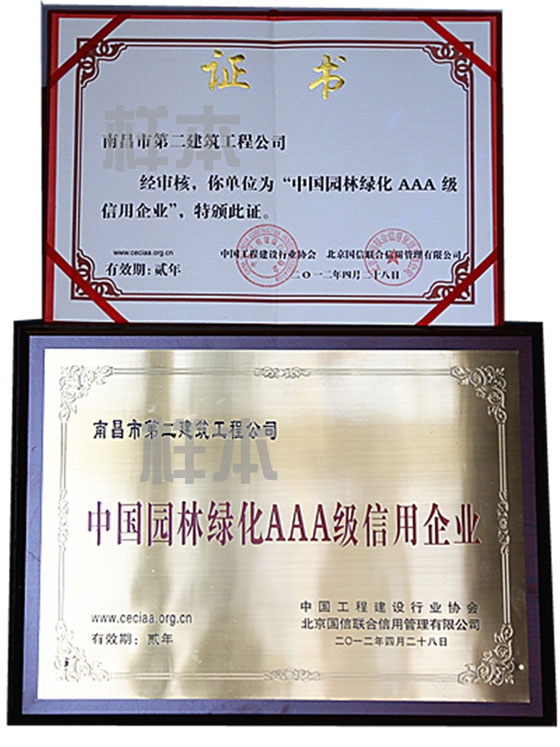 证书
样本
南昌市第二建筑工程公司
经审核，你单位为“中国园林绿化 AAA 级
信用企业”，特颁此证。
www.ceciaa.org.cn
有效期：贰年
中国工程建设行业协会 北京国信联合信用管理有限公司
二〇一二年四月二十八日
南昌市第二建筑工程公司
样本
中国园林绿化AAA级信用企业
www.ceciaa.org.cn
有效期：贰年
中国工程建设行业协会
北京国信联合信用管理有限公司
二〇一二年四月二十八日